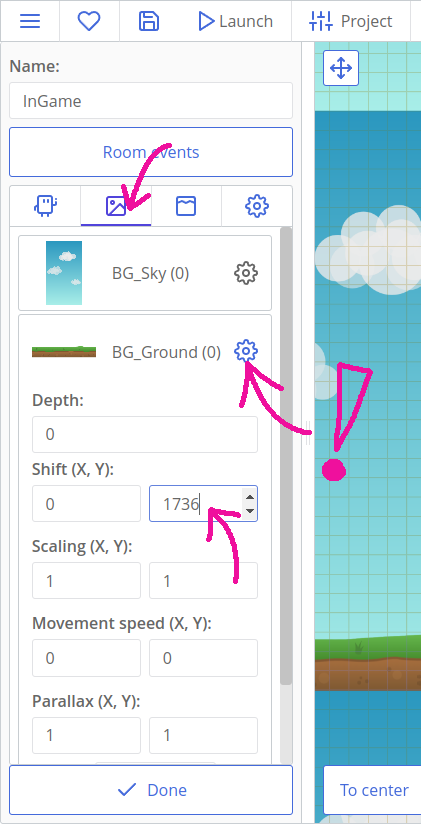 Launch Project
Name:
InGame
Room events
BG_Sky (0)
BG_Ground (0)
Depth:
0
Shift (X, Y):
0 1736
Scaling (X, Y):
1 1
Movement speed (X, Y):
0 0
Parallax (X, Y):
1 1
Done To center